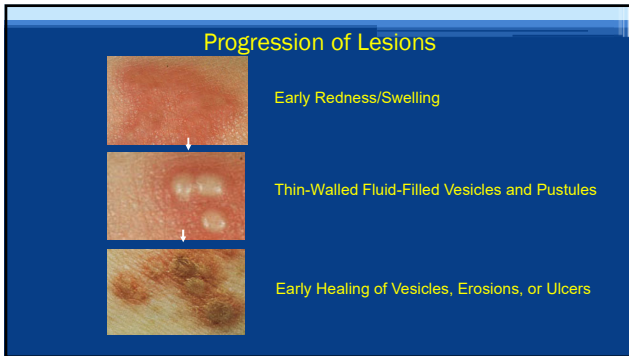 Progression of Lesions
Early Redness/Swelling
Thin-Walled Fluid-Filled Vesicles and Pustules
Early Healing of Vesicles, Erosions, or Ulcers